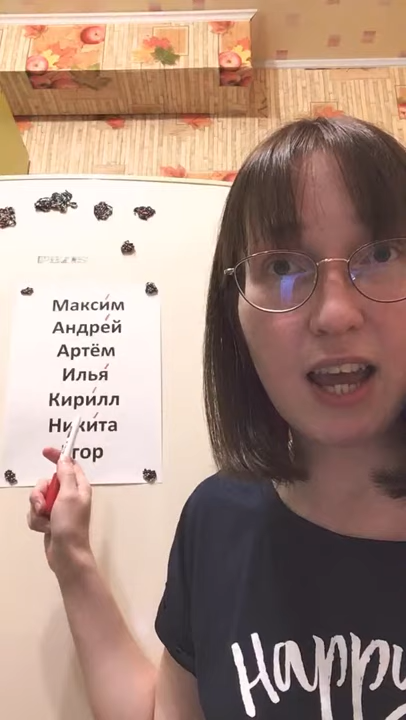 Максим
Андрей
Артём
Илья
Кирилл
Никита
Happy